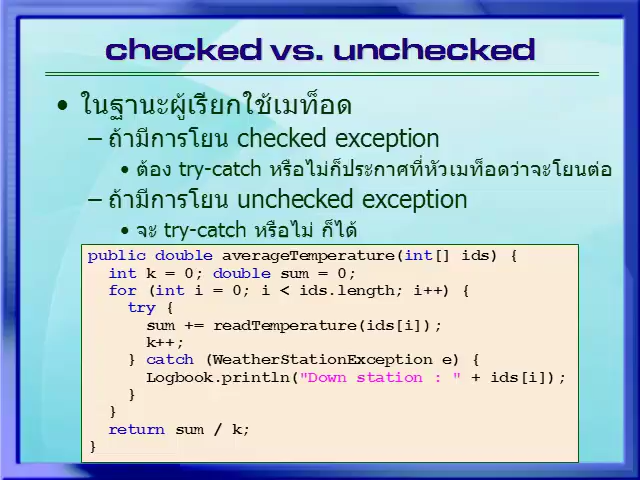 checked vs. unchecked
• ในฐานะผู้เรียกใช้เมท็อด
– ถ้ามีการโยน checked exception
• ต้อง try-catch หรือไม่ก็ประกาศที่หัวเมท็อดว่าจะโยนต่อ
– ถ้ามีการโยน unchecked exception
• จะ try-catch หรือไม่ ก็ได้
public double averageTemperature(int[] ids) {
  int k = 0; double sum = 0;
  for (int i = 0; i < ids.length; i++) {
    try {
      sum += readTemperature(ids[i]);
      k++;
    } catch (WeatherStationException e) {
      Logbook.println("Down station : " + ids[i]);
    }
  }
  return sum / k;
}